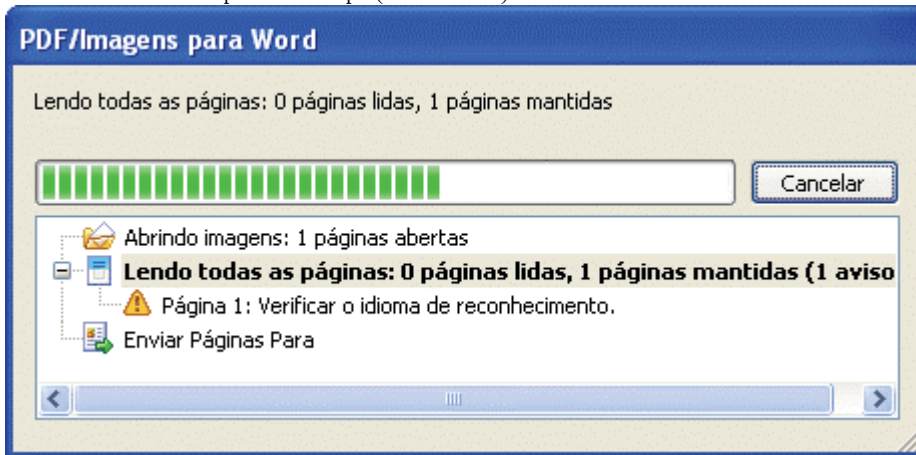 PDF/Imagens para Word
Lendo todas as páginas: 0 páginas lidas, 1 páginas mantidas
Cancelar
Abrindo imagens: 1 páginas abertas
Lendo todas as páginas: 0 páginas lidas, 1 páginas mantidas (1 aviso
Página 1: Verificar o idioma de reconhecimento.
Enviar Páginas Para